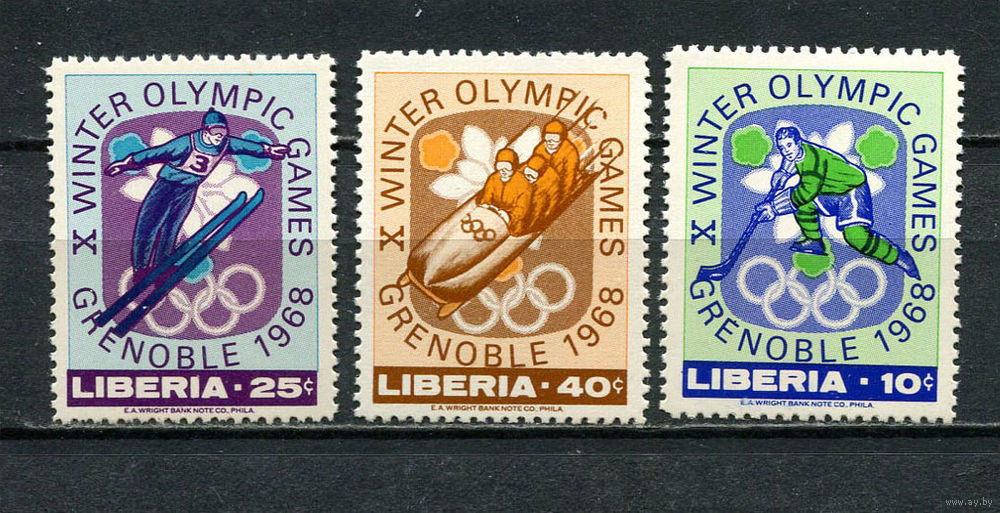 X WINTER OLYMPIC GAMES
GRENOBLE 1968
3
LIBERIA · 25¢
E.A. WRIGHT BANK NOTE CO., PHILA.
X WINTER OLYMPIC GAMES
GRENOBLE 1968
LIBERIA · 40¢
E.A. WRIGHT BANK NOTE CO., PHILA.
X WINTER OLYMPIC GAMES
GRENOBLE 1968
LIBERIA · 10¢
E.A. WRIGHT BANK NOTE CO., PHILA.
www.ay.by